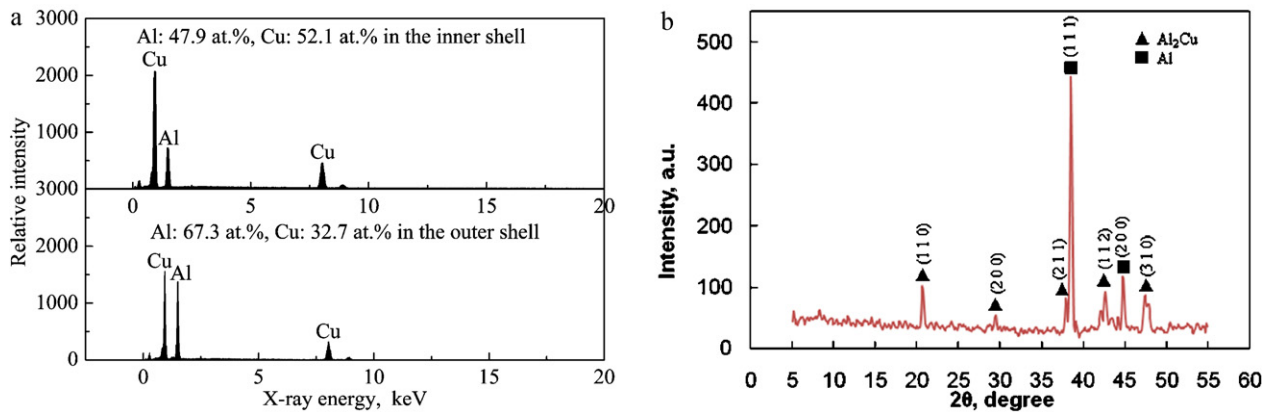 a
3000
2000
1000
3000
2000
1000
0
Relative intensity
Al: 47.9 at.%, Cu: 52.1 at.% in the inner shell
Cu
Al
Cu
0 5 10 15 20
Al: 67.3 at.%, Cu: 32.7 at.% in the outer shell
Cu
Al
Cu
0 5 10 15 20
X-ray energy, keV
b
500
400
300
200
100
0
Intensity, a.u.
Al₂Cu
Al
(1 1 0)
(2 0 0)
(2 1 1)
(1 1 1)
(1 1 2)
(2 0 0)
(3 1 0)
0 5 10 15 20 25 30 35 40 45 50 55 60
2θ, degree